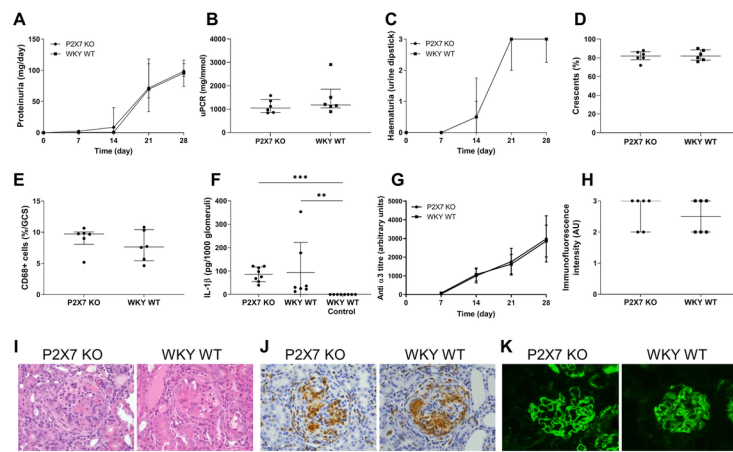 A
P2X7 KO
WKY WT
Proteinuria (mg/day)
150
100
50
0
0 7 14 21 28
Time (day)
B
uPCR (mg/mmol)
4000
3000
2000
1000
0
P2X7 KO WKY WT
C
P2X7 KO
WKY WT
Haematuria (urine dipstick)
3
2
1
0
0 7 14 21 28
Time (day)
D
Crescents (%)
100
80
60
40
20
0
P2X7 KO WKY WT
E
CD68+ cells (%/GCS)
15
10
5
0
P2X7 KO WKY WT
F
***
**
IL-1β (pg/1000 glomeruli)
400
300
200
100
0
P2X7 KO WKY WT WKY WT
Control
G
P2X7 KO
WKY WT
Anti α3 titre (arbitrary units)
5000
4000
3000
2000
1000
0
0 7 14 21 28
Time (day)
H
Immunofluorescence
intensity (AU)
3
2
1
0
P2X7 KO WKY WT
I P2X7 KO WKY WT
J P2X7 KO WKY WT
K P2X7 KO WKY WT